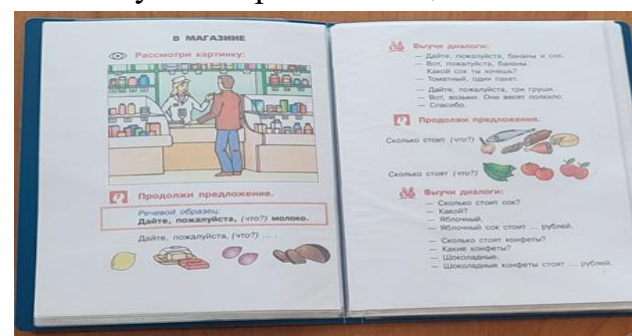 В МАГАЗИНЕ
Рассмотри картинку:
Продолжи предложение.
Речевой образец:
Дайте, пожалуйста, (что?) молоко.
Дайте, пожалуйста, (что?) ... .
Выучи диалоги:
— Дайте, пожалуйста, бананы и сок.
— Вот, пожалуйста, бананы.
Какой сок ты хочешь?
— Томатный, один пакет.
— Дайте, пожалуйста, три груши.
— Вот, возьми. Они весят полкило.
— Спасибо.
Продолжи предложения.
Сколько стоит (что?)
Сколько стоят (что?)
Выучи диалоги:
— Сколько стоит сок?
— Какой?
— Яблочный.
— Яблочный сок стоит ... рублей.
— Сколько стоят конфеты?
— Какие конфеты?
— Шоколадные.
— Шоколадные конфеты стоят ... рублей.